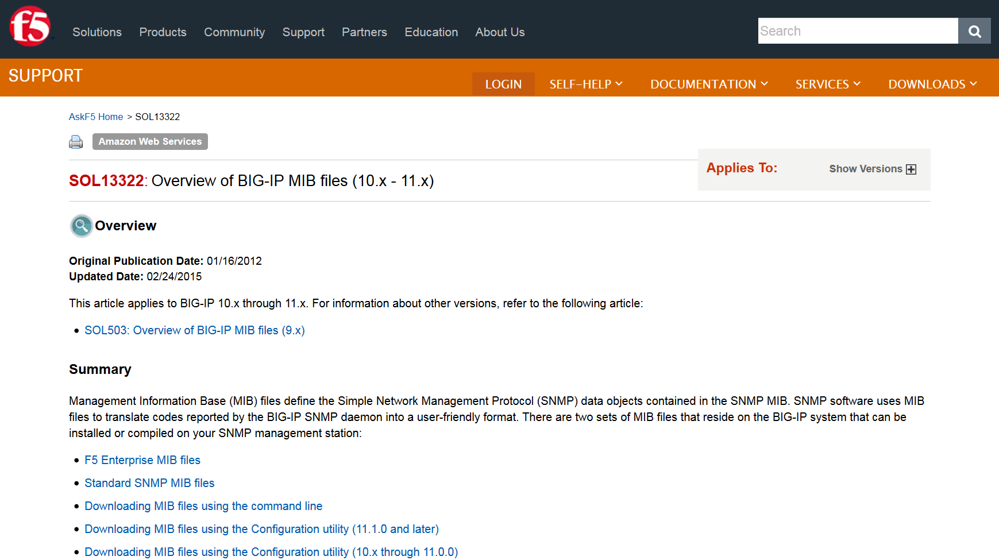 f5
Solutions Products Community Support Partners Education About Us
Search
SUPPORT
LOGIN SELF-HELP DOCUMENTATION SERVICES DOWNLOADS
AskF5 Home > SOL13322
Amazon Web Services
Applies To: Show Versions
SOL13322: Overview of BIG-IP MIB files (10.x - 11.x)
Overview
Original Publication Date: 01/16/2012
Updated Date: 02/24/2015
This article applies to BIG-IP 10.x through 11.x. For information about other versions, refer to the following article:
• SOL503: Overview of BIG-IP MIB files (9.x)
Summary
Management Information Base (MIB) files define the Simple Network Management Protocol (SNMP) data objects contained in the SNMP MIB. SNMP software uses MIB
files to translate codes reported by the BIG-IP SNMP daemon into a user-friendly format. There are two sets of MIB files that reside on the BIG-IP system that can be
installed or compiled on your SNMP management station:
• F5 Enterprise MIB files
• Standard SNMP MIB files
• Downloading MIB files using the command line
• Downloading MIB files using the Configuration utility (11.1.0 and later)
• Downloading MIB files using the Configuration utility (10.x through 11.0.0)